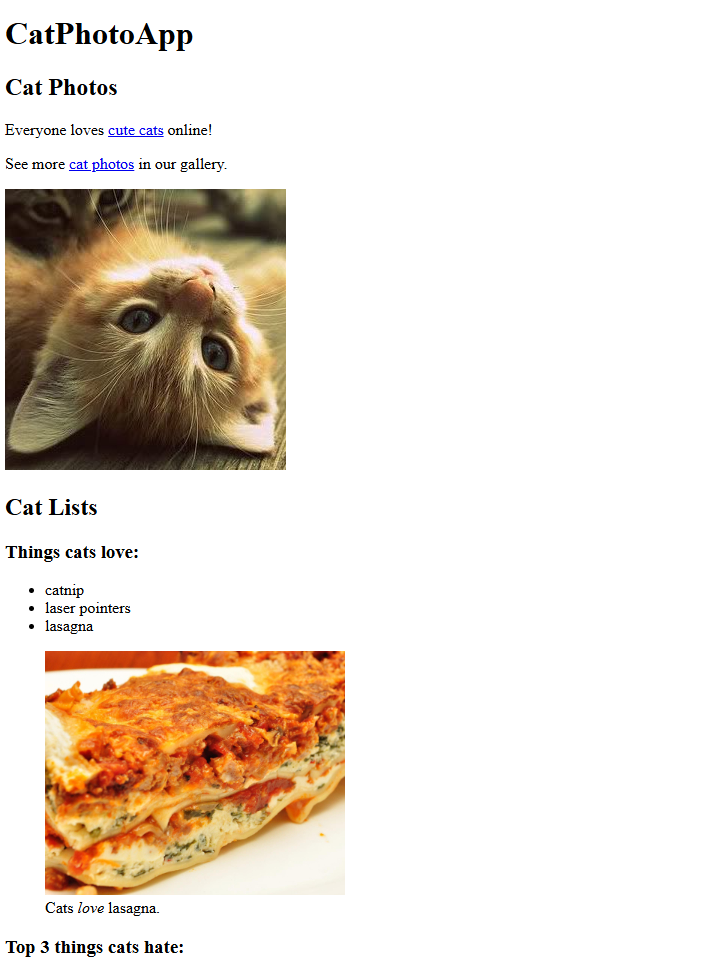 CatPhotoApp
Cat Photos
Everyone loves cute cats online!
See more cat photos in our gallery.
Cat Lists
Things cats love:
catnip
laser pointers
lasagna
Cats love lasagna.
Top 3 things cats hate: